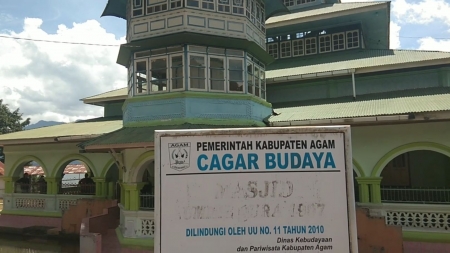 AGAM
PEMERINTAH KABUPATEN AGAM
CAGAR BUDAYA
MASJID
DILINDUNGI OLEH UU NO. 11 TAHUN 2010
Dinas Kebudayaan
dan Pariwisata Kabupaten Agam